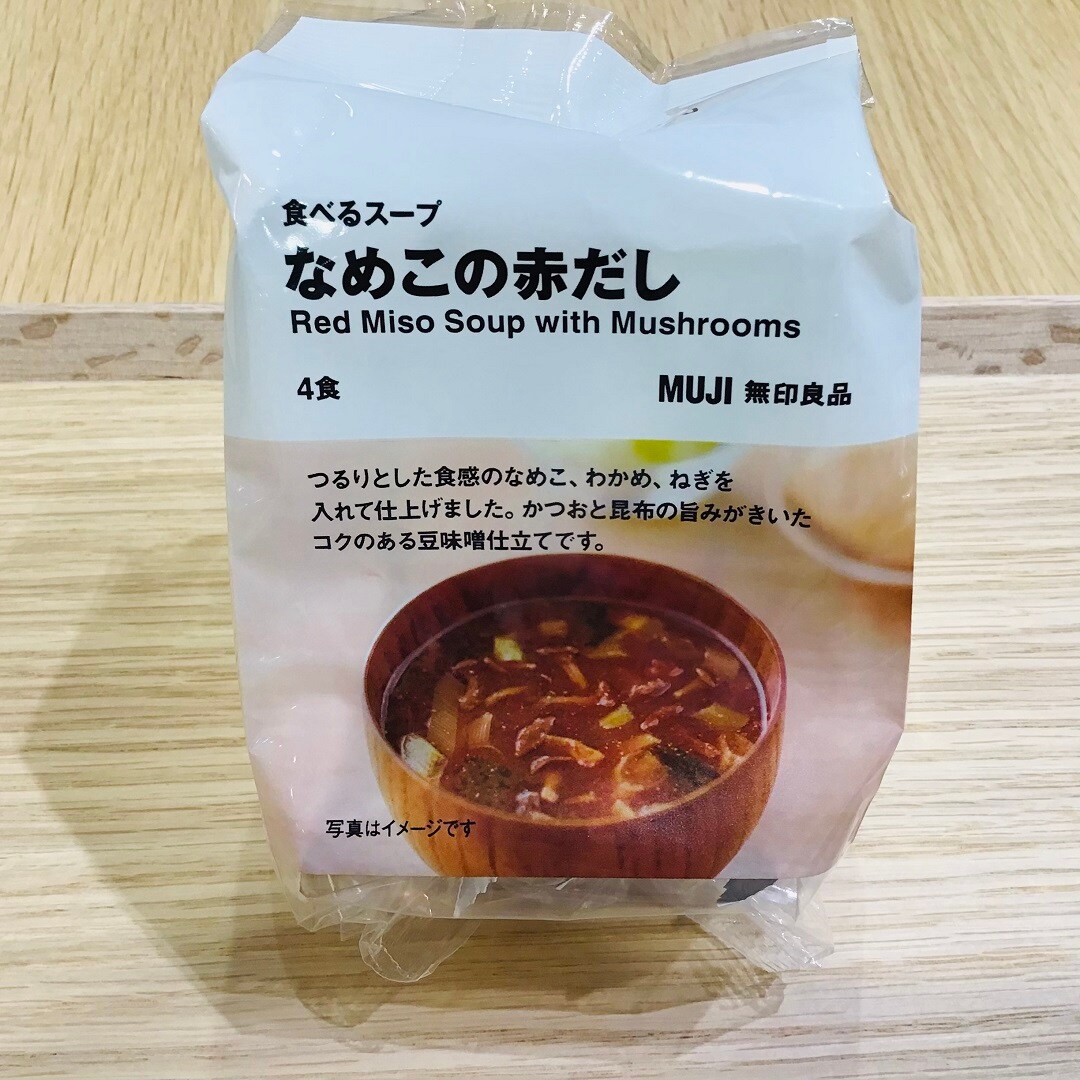 食べるスープ
なめこの赤だし
Red Miso Soup with Mushrooms
4食
MUJI 無印良品
つるりとした食感のなめこ、わかめ、ねぎを
入れて仕上げました。かつおと昆布の旨みがきいた
コクのある豆味噌仕立てです。
写真はイメージです